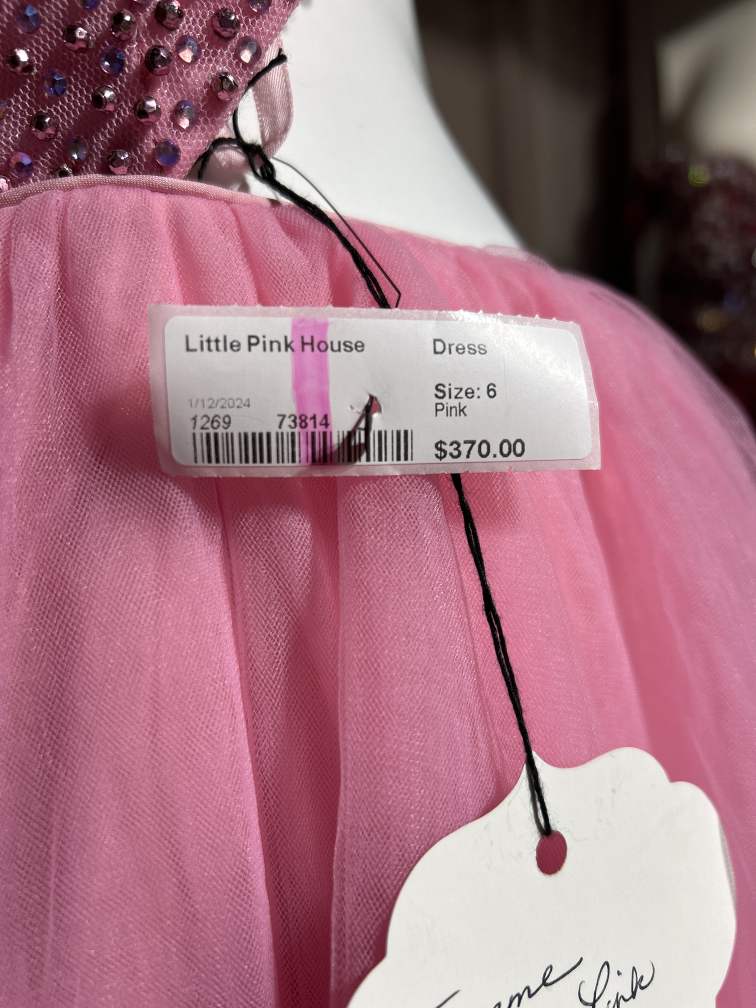 Little Pink House
Dress
1/12/2024
1269 73814
Size: 6
Pink
$370.00